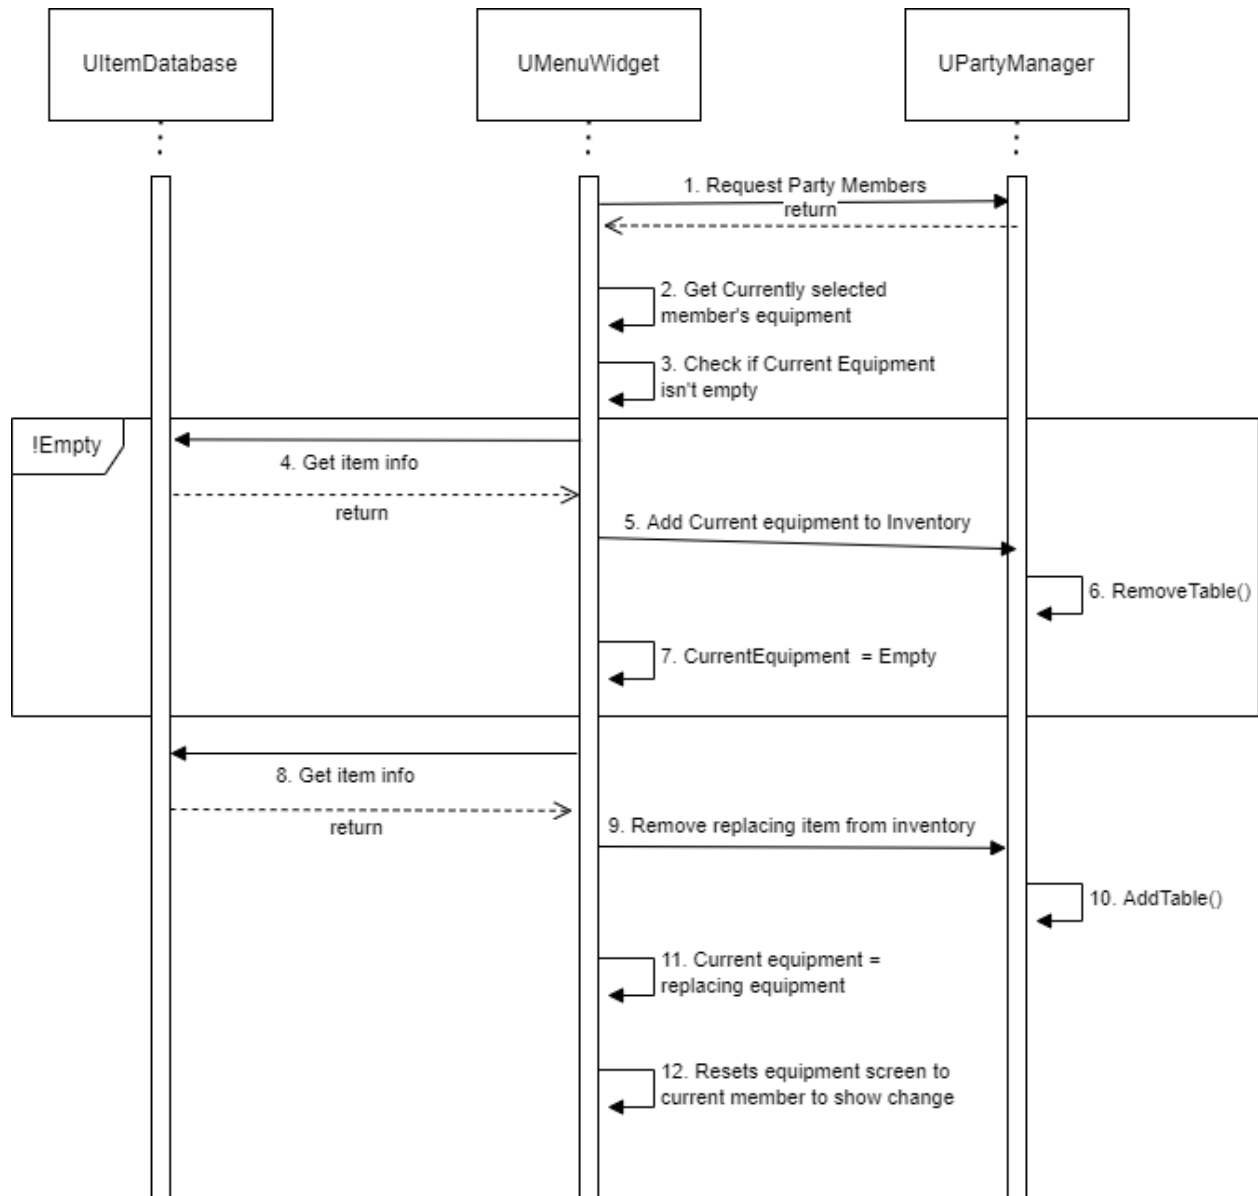 UItemDatabase
UMenuWidget
UPartyManager
1. Request Party Members
return
2. Get Currently selected
member's equipment
3. Check if Current Equipment
isn't empty
!Empty
4. Get item info
return
5. Add Current equipment to Inventory
6. RemoveTable()
7. CurrentEquipment = Empty
8. Get item info
return
9. Remove replacing item from inventory
10. AddTable()
11. Current equipment =
replacing equipment
12. Resets equipment screen to
current member to show change